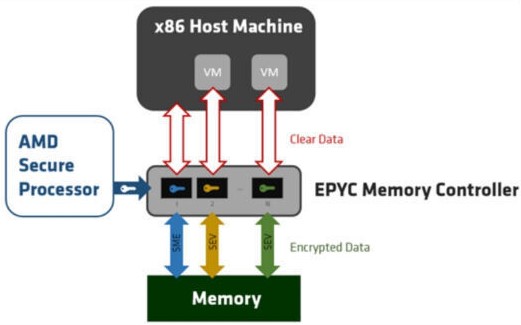 x86 Host Machine
VM
VM
Clear Data
AMD
Secure
Processor
EPYC Memory Controller
1
2
N
SME
SEV
SEV
Encrypted Data
Memory